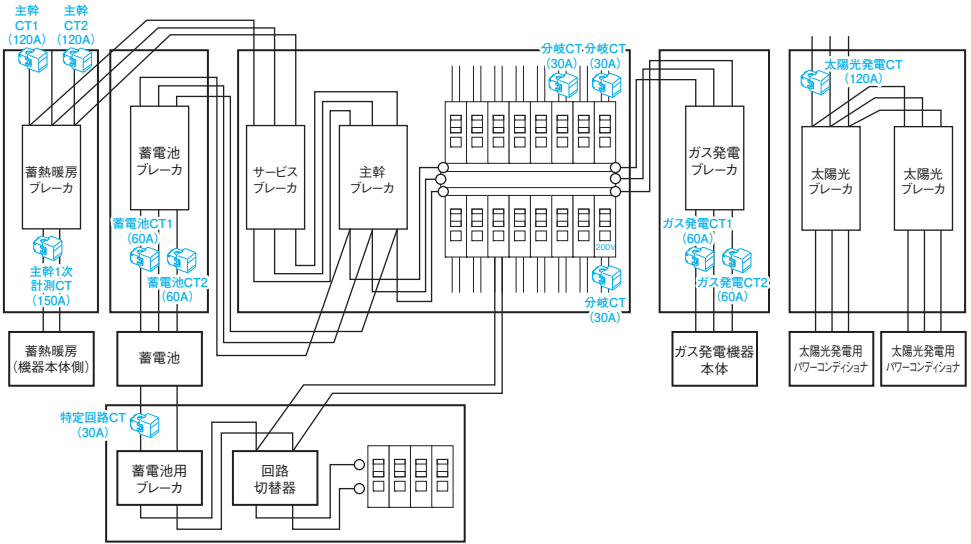 主幹
CT1
(120A)
主幹
CT2
(120A)
蓄熱暖房
ブレーカ
主幹1次
計測CT
(150A)
蓄熱暖房
(機器本体側)
蓄電池
ブレーカ
蓄電池CT1
(60A)
蓄電池CT2
(60A)
蓄電池
サービス
ブレーカ
主幹
ブレーカ
分岐CT
(30A)
分岐CT
(30A)
200V
分岐CT
(30A)
ガス発電
ブレーカ
ガス発電CT1
(60A)
ガス発電CT2
(60A)
ガス発電機器
本体
太陽光発電CT
(120A)
太陽光
ブレーカ
太陽光
ブレーカ
太陽光発電用
パワーコンディショナ
太陽光発電用
パワーコンディショナ
特定回路CT
(30A)
蓄電池用
ブレーカ
回路
切替器